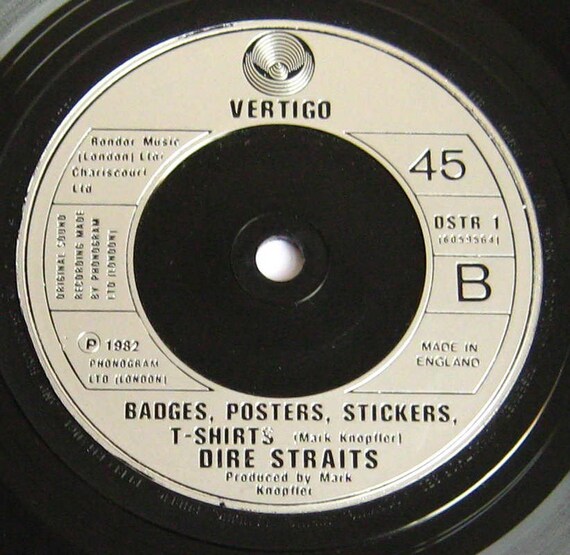 VERTIGO
Rondor Music
(London) Ltd.
Chariscourt
Ltd
45
ORIGINAL SOUND
RECORDING MADE
BY PHONOGRAM
LTD (LONDON)
DSTR 1
(6059564)
B
P 1982
PHONOGRAM
LTD (LONDON)
MADE IN
ENGLAND
BADGES, POSTERS, STICKERS,
T-SHIRTS (Mark Knopfler)
DIRE STRAITS
Produced by Mark
Knopfler